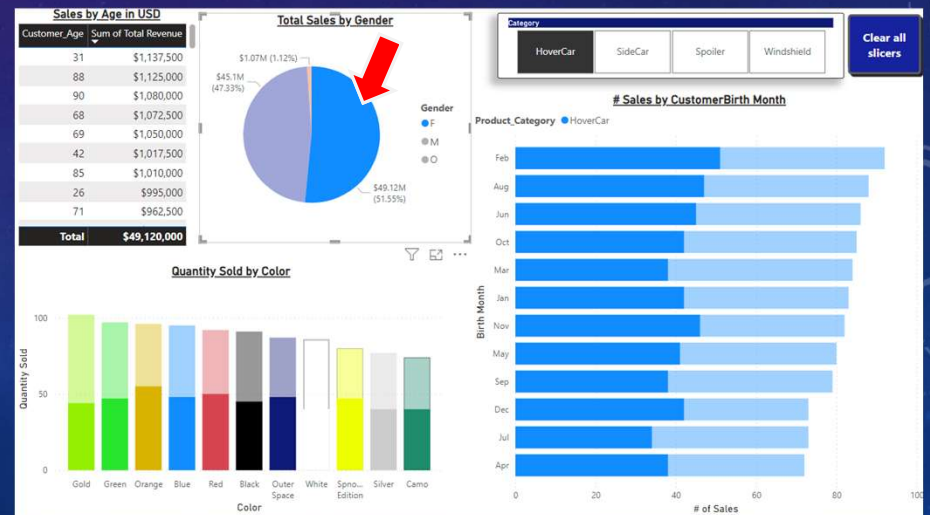 Sales by Age in USD
Customer_Age Sum of Total Revenue
31 $1,137,500
88 $1,125,000
90 $1,080,000
68 $1,072,500
69 $1,050,000
42 $1,017,500
85 $1,010,000
26 $995,000
71 $962,500
Total $49,120,000
Total Sales by Gender
$1.07M (1.12%)
$45.1M
(47.33%)
$49.12M
(51.55%)
Gender
F
M
O
Category
HoverCar SideCar Spoiler Windshield
Clear all
slicers
# Sales by CustomerBirth Month
Product_Category HoverCar
Birth Month
Feb
Aug
Jun
Oct
Mar
Jan
Nov
May
Sep
Dec
Jul
Apr
0 20 40 60 80 100
# of Sales
Quantity Sold by Color
Quantity Sold
100
50
0
Gold Green Orange Blue Red Black Outer Space White Spno... Edition Silver Camo
Color